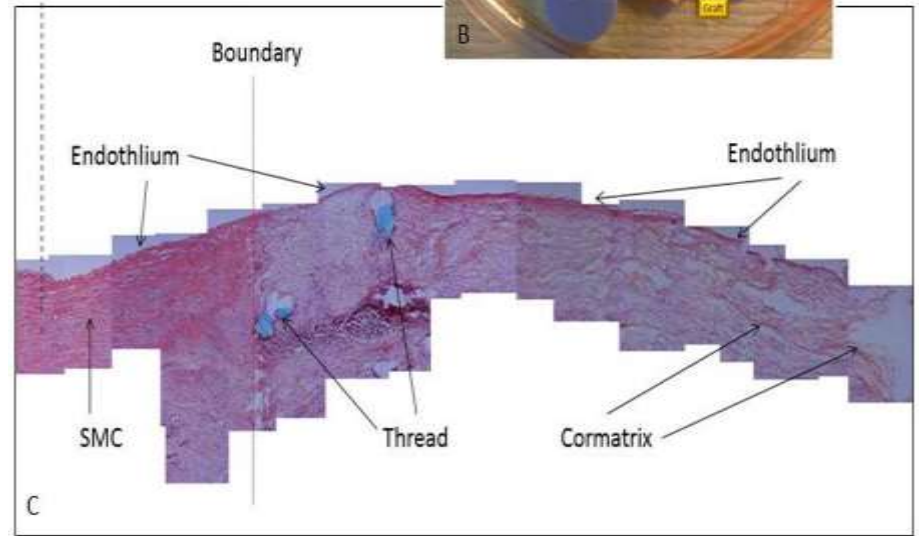 Graft
B
Boundary
Endothlium
Endothlium
SMC
Thread
Cormatrix
C